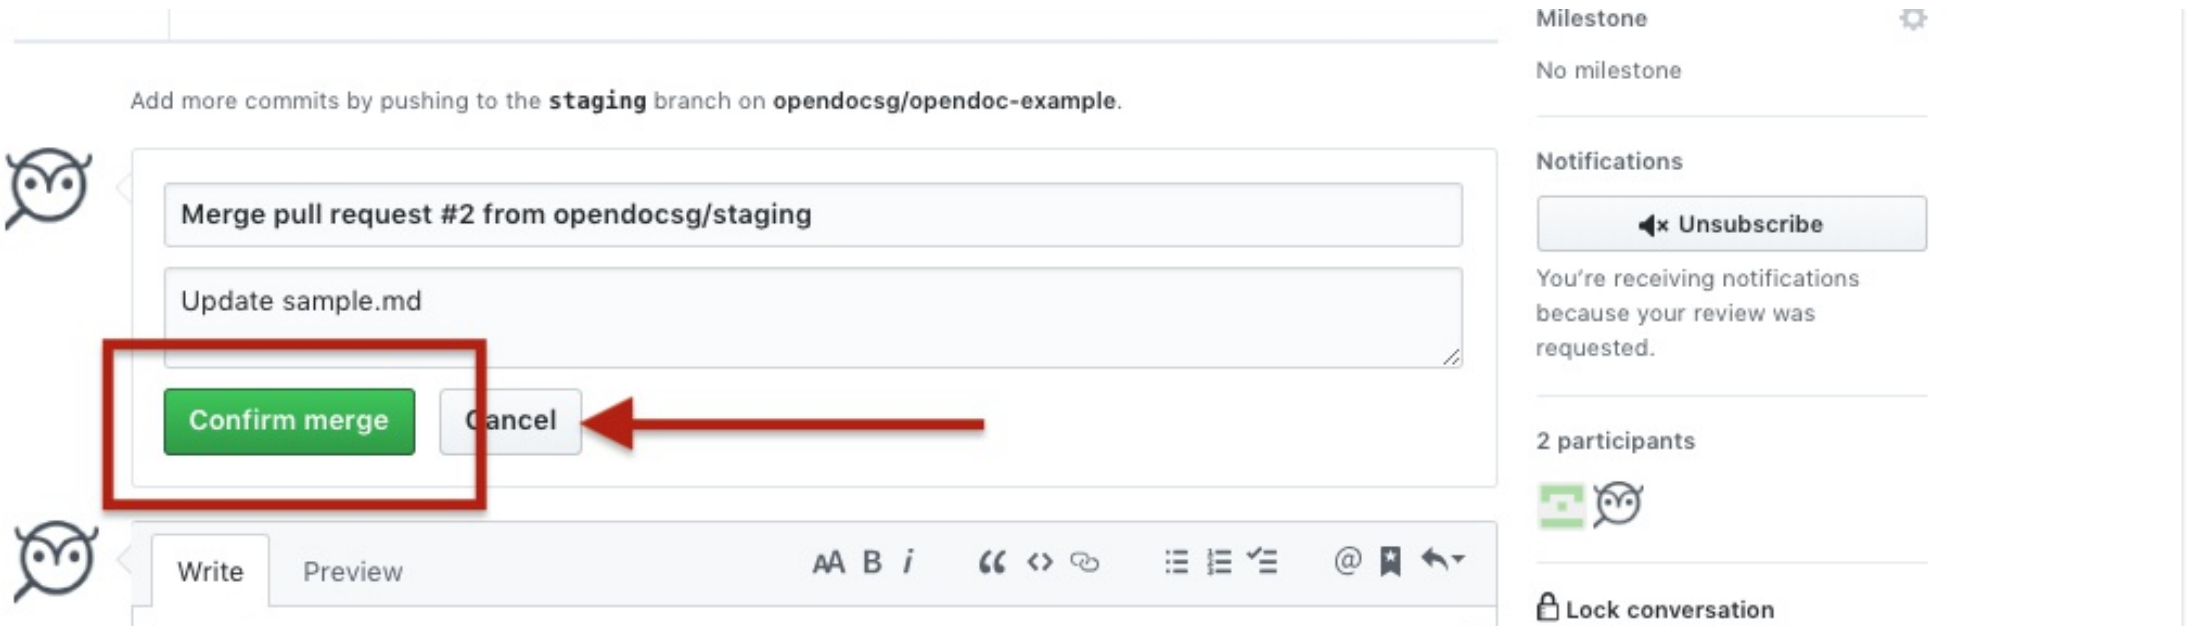 Add more commits by pushing to the staging branch on opendocsg/opendoc-example.
Merge pull request #2 from opendocsg/staging
Update sample.md
Confirm merge
Cancel
Write
Preview
AA B i
@
Milestone
No milestone
Notifications
Unsubscribe
You're receiving notifications
because your review was
requested.
2 participants
Lock conversation